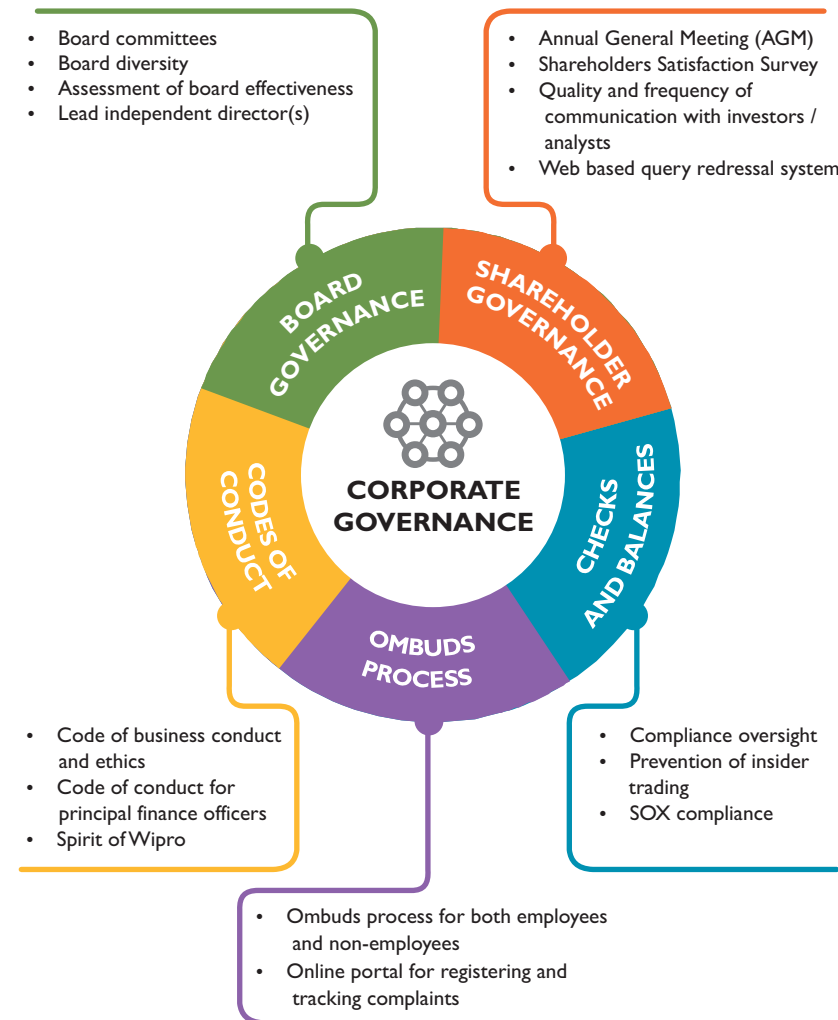 • Board committees
• Board diversity
• Assessment of board effectiveness
• Lead independent director(s)
• Annual General Meeting (AGM)
• Shareholders Satisfaction Survey
• Quality and frequency of
communication with investors /
analysts
• Web based query redressal system
BOARD
GOVERNANCE
SHAREHOLDER
GOVERNANCE
CODES OF
CONDUCT
CORPORATE
GOVERNANCE
CHECKS
AND BALANCES
OMBUDS
PROCESS
• Code of business conduct
and ethics
• Code of conduct for
principal finance officers
• Spirit of Wipro
• Compliance oversight
• Prevention of insider
trading
• SOX compliance
• Ombuds process for both employees
and non-employees
• Online portal for registering and
tracking complaints